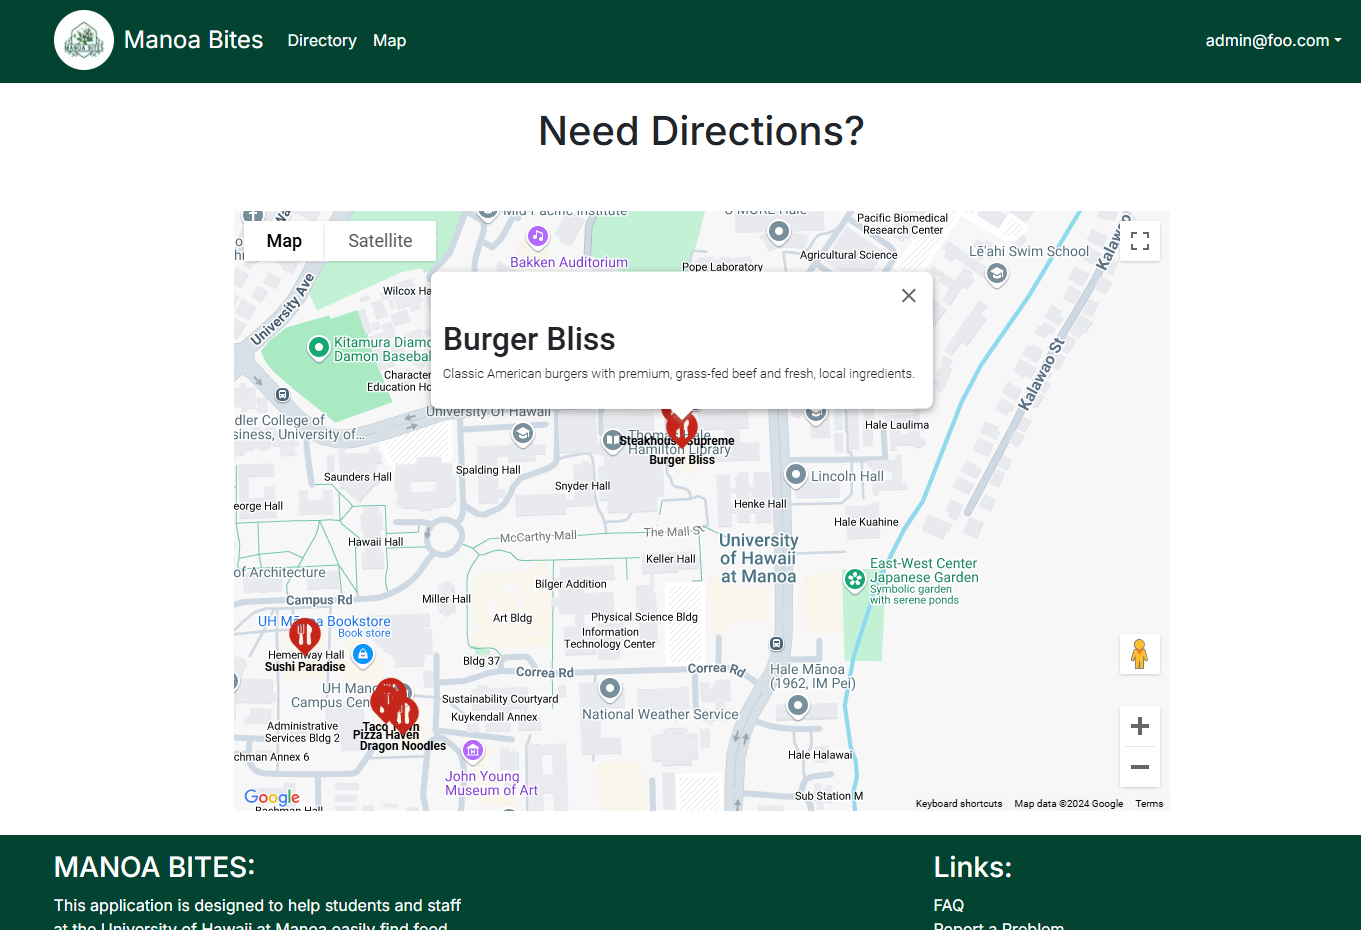 MANOA BITES
Manoa Bites
Directory
Map
admin@foo.com
Need Directions?
Map
Satellite
Mid-Pacific Institute
Pacific Biomedical
Research Center
Bakken Auditorium
Pope Laboratory
Agricultural Science
Lē'ahi Swim School
Kalawao
University Ave
Wilcox Ha
Kitamura Diamo
Damon Basebal
Character
Education Ho
Burger Bliss
Classic American burgers with premium, grass-fed beef and fresh, local ingredients.
Kalawao St
University Of Hawaii
dler College of
siness, University of...
Hale Laulima
Steakhouse Supreme
Hamilton Library
Burger Bliss
Spalding Hall
Saunders Hall
Snyder Hall
Lincoln Hall
eorge Hall
Henke Hall
Hale Kuahine
Hawaii Hall
McCarthy Mall
The Mall
University
of Hawaii
at Manoa
Keller Hall
of Architecture
East-West Center
Japanese Garden
Symbolic garden
with serene ponds
Bilger Addition
Campus Rd
Miller Hall
UH Mānoa Bookstore
Book store
Art Bldg
Physical Science Bldg
Information
Technology Center
Hemenway Hall
Sushi Paradise
Bldg 37
Correa Rd
Correa Rd
Hale Mānoa
(1962, IM Pei)
UH Mano
Campus Cen
Sustainability Courtyard
Kuykendall Annex
National Weather Service
Administrative
Services Bldg 2
Taco Town
Pizza Haven
Dragon Noodles
chman Annex 6
John Young
Museum of Art
Hale Halawai
Sub Station M
Google
Bachman Hall
Keyboard shortcuts
Map data ©2024 Google
Terms
MANOA BITES:
This application is designed to help students and staff
at the University of Hawaii at Manoa easily find food
Links:
FAQ
Report a Problem